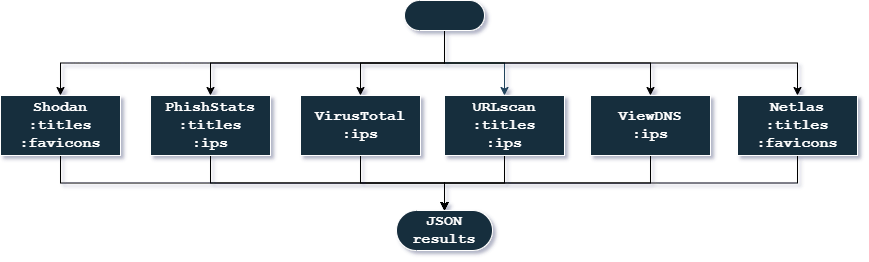 Shodan
:titles
:favicons
PhishStats
:titles
:ips
VirusTotal
:ips
URLscan
:titles
:ips
ViewDNS
:ips
Netlas
:titles
:favicons
JSON
results